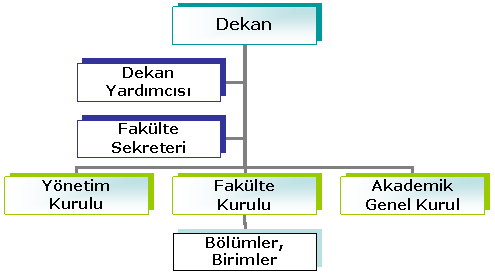 Dekan
Dekan
Yardımcısı
Fakülte
Sekreteri
Yönetim
Kurulu
Fakülte
Kurulu
Akademik
Genel Kurul
Bölümler,
Birimler